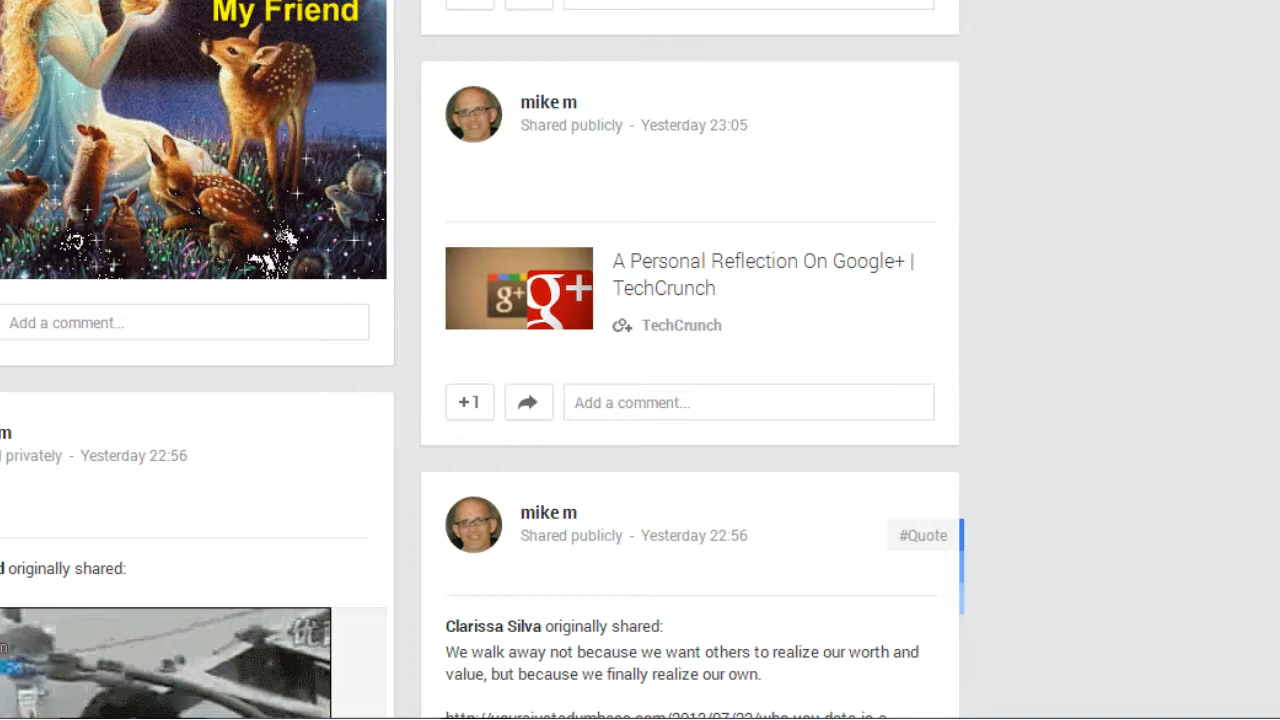 My Friend
Add a comment...
m
privately - Yesterday 22:56
originally shared:
mike m
Shared publicly - Yesterday 23:05
g+
g+
A Personal Reflection On Google+ |
TechCrunch
TechCrunch
+1
Add a comment...
mike m
Shared publicly - Yesterday 22:56
#Quote
Clarissa Silva originally shared:
We walk away not because we want others to realize our worth and
value, but because we finally realize our own.